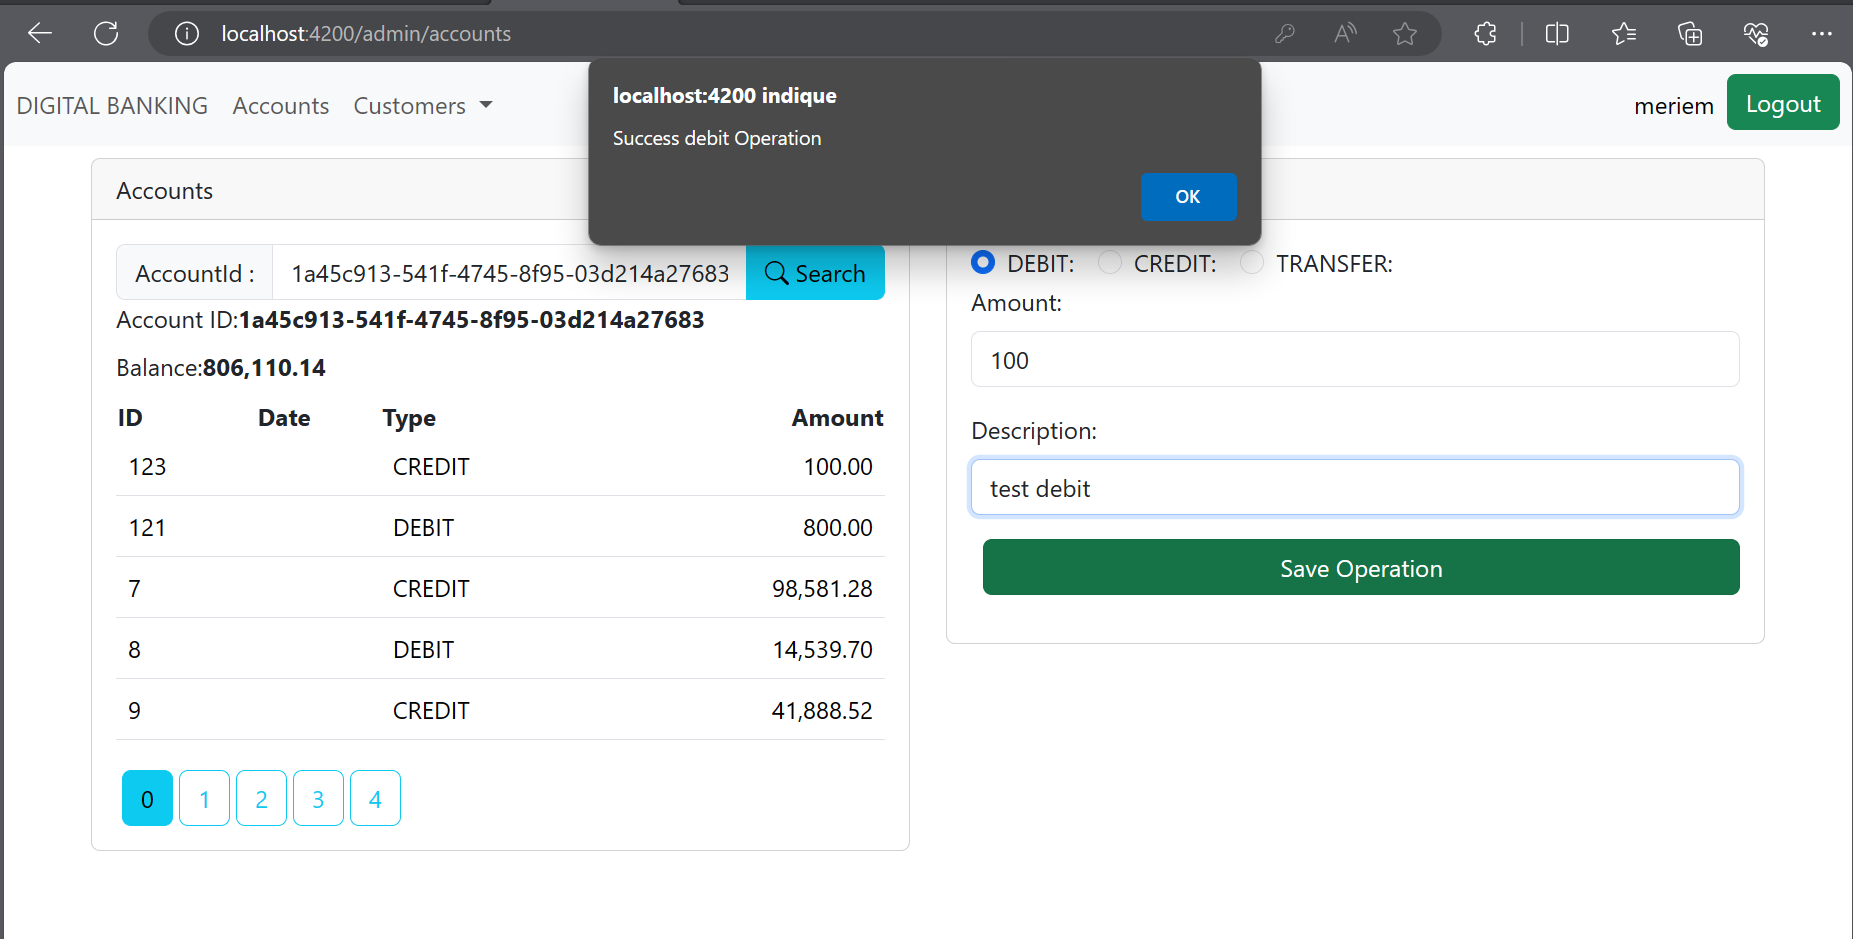 localhost:4200/admin/accounts
DIGITAL BANKING Accounts Customers
meriem Logout
localhost:4200 indique
Success debit Operation
OK
Accounts
AccountId : 1a45c913-541f-4745-8f95-03d214a27683 Search
Account ID:1a45c913-541f-4745-8f95-03d214a27683
Balance:806,110.14
ID Date Type Amount
123 CREDIT 100.00
121 DEBIT 800.00
7 CREDIT 98,581.28
8 DEBIT 14,539.70
9 CREDIT 41,888.52
0 1 2 3 4
DEBIT: CREDIT: TRANSFER:
Amount:
100
Description:
test debit
Save Operation